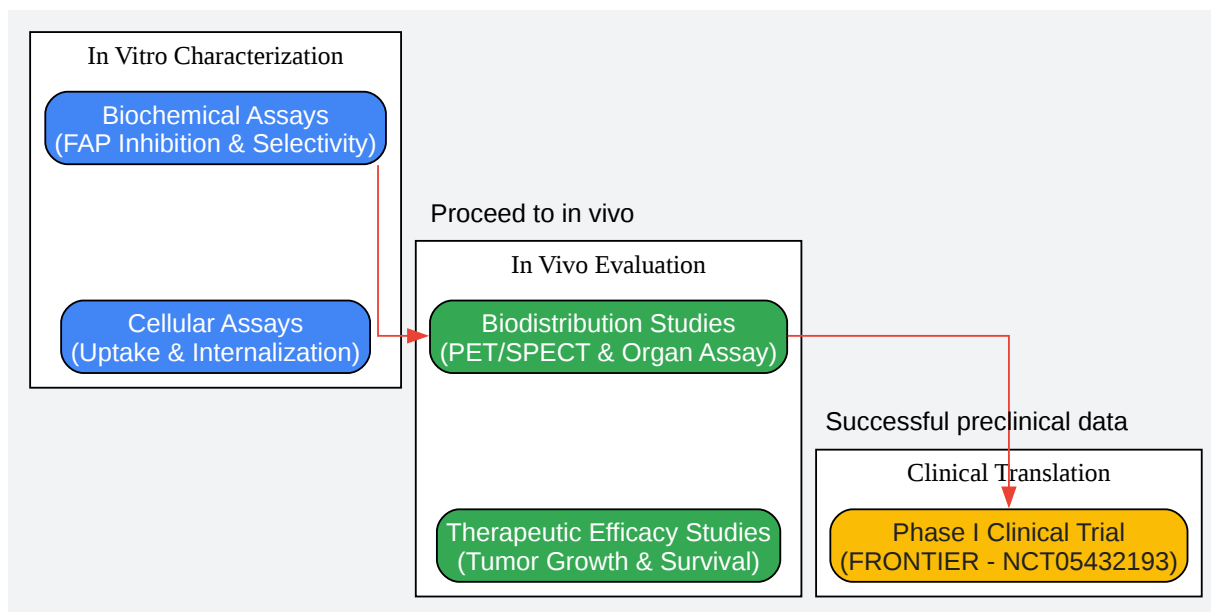 In Vitro Characterization
Biochemical Assays
(FAP Inhibition & Selectivity)
Cellular Assays
(Uptake & Internalization)
Proceed to in vivo
In Vivo Evaluation
Biodistribution Studies
(PET/SPECT & Organ Assay)
Therapeutic Efficacy Studies
(Tumor Growth & Survival)
Successful preclinical data
Clinical Translation
Phase I Clinical Trial
(FRONTIER - NCT05432193)